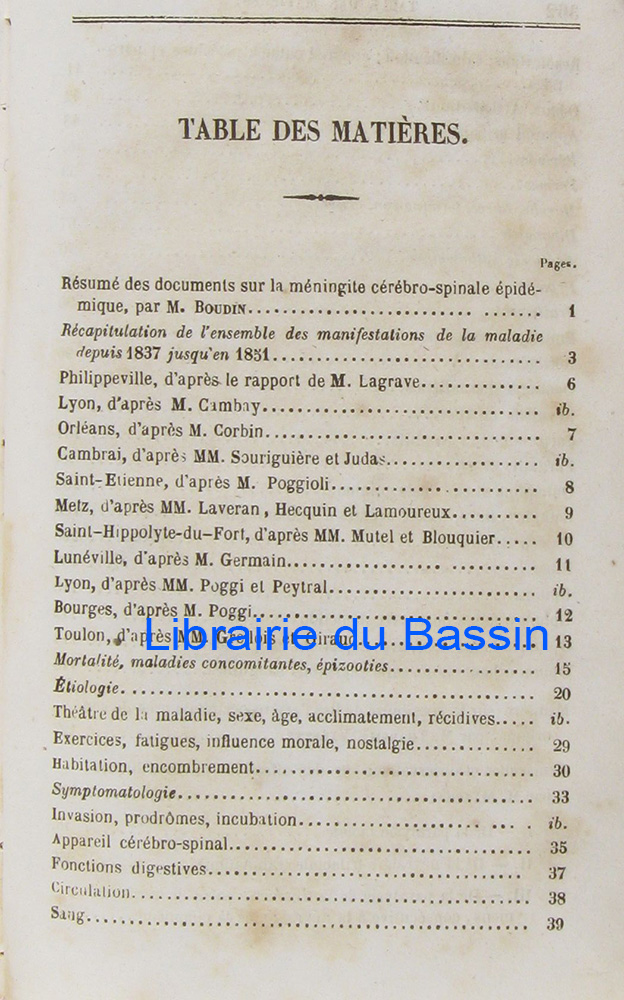 TABLE DES MATIÈRES.
Pages.
Résumé des documents sur la méningite cérébro-spinale épidé-
mique, par M. BOUDIN........................ ....... 1
Récapitulation de l'ensemble des manifestations de la maladie
depuis 1837 jusqu'en 1851............................ 3
Philippeville, d'après le rapport de M. Lagrave............. 6
Lyon, d'après M. Cambay............................ ib.
Orléans, d'après M. Corbin............................ 7
Cambrai, d'après MM. Souriguière et Judas................ ib.
Saint-Etienne, d'après M. Poggioli...................... 8
Metz, d'après MM. Laveran, Hecquin et Lamoureux.......... 9
Saint-Hippolyte-du-Fort, d'après MM. Mutel et Blouquier..... 10
Lunéville, d'après M. Germain......................... 11
Lyon, d'après MM. Poggi et Peytral..................... ib.
Bourges, d'après M. Poggi............................ 12
Toulon, d'après MM. et Giraud.................... 13
Librairie du Bassin
Mortalité, maladies concomitantes, épizooties............... 15
Étiologie.......................................... 20
Théâtre de la maladie, sexe, âge, acclimatement, récidives..... ib.
Exercices, fatigues, influence morale, nostalgie............. 29
Habitation, encombrement............................ 30
Symptomatologie.................................... 33
Invasion, prodrômes, incubation.................... ... . ib.
Appareil cérébro-spinal.............................. 35
Fonctions digestives................................. 37
Circulation........................................ 38
Sang............................................. 39